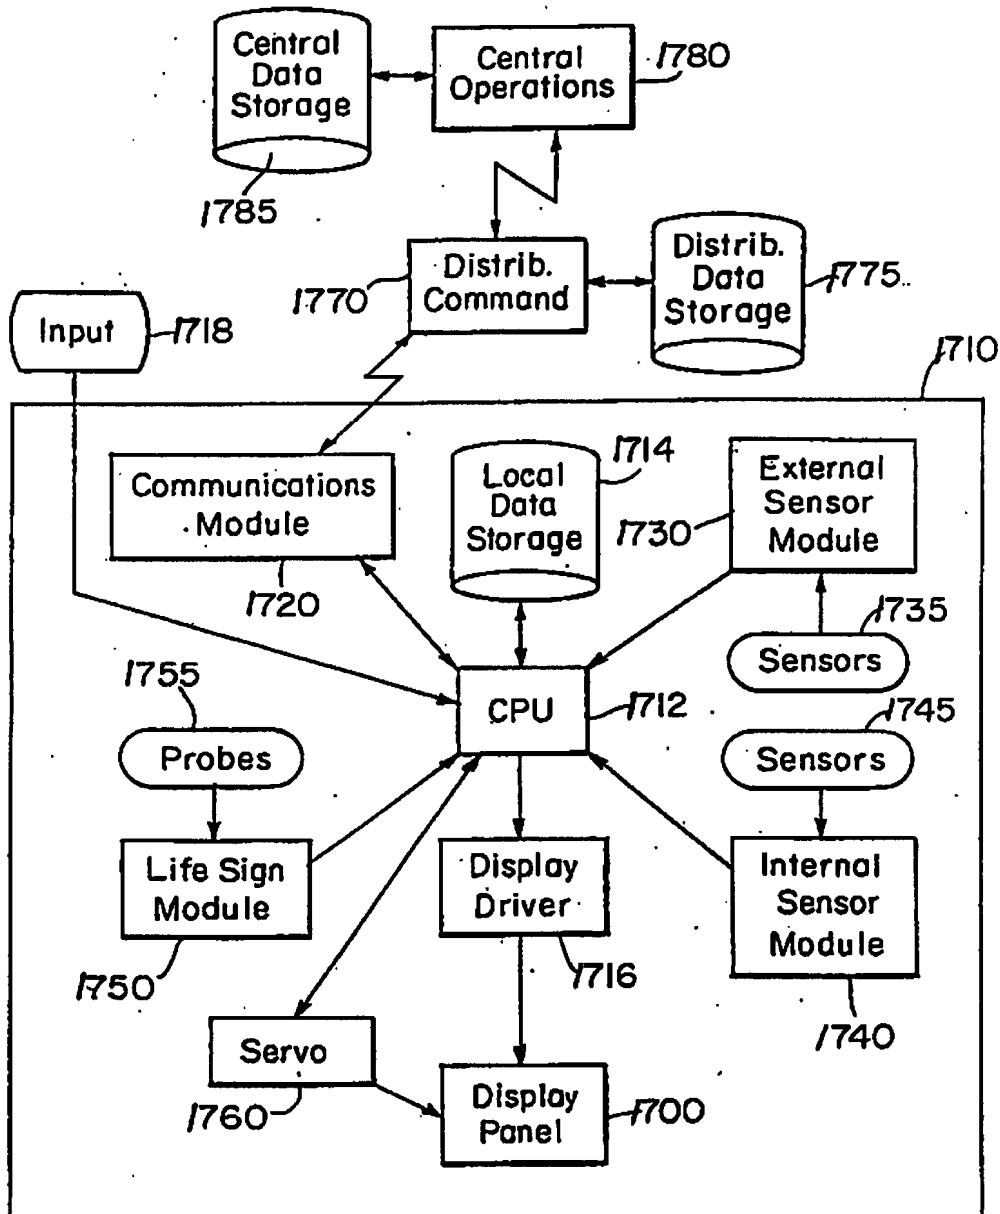 Central
Data
Storage
1785
Central
Operations
1780
Distrib.
Command
1770
Distrib.
Data
Storage
1775
Input
1718
1710
Communications
Module
1720
Local
Data
Storage
1714
External
Sensor
Module
1730
Sensors
1735
CPU
1712
Probes
1755
Sensors
1745
Life Sign
Module
1750
Display
Driver
1716
Internal
Sensor
Module
1740
Servo
1760
Display
Panel
1700